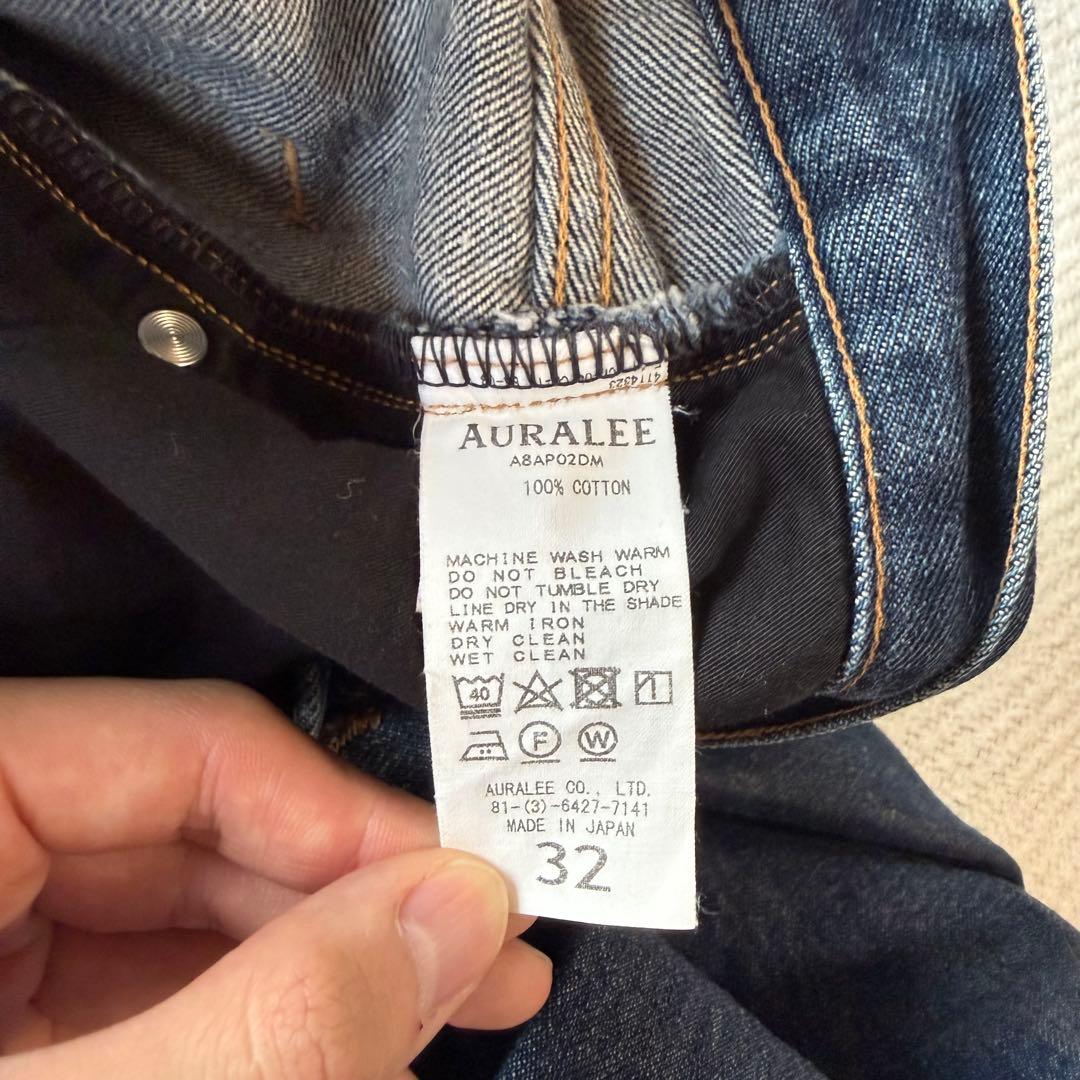 4114323
AURALEE
A8AP02DM
100% COTTON
MACHINE WASH WARM
DO NOT BLEACH
DO NOT TUMBLE DRY
LINE DRY IN THE SHADE
WARM IRON
DRY CLEAN
WET CLEAN
40
F W
AURALEE CO., LTD.
81-(3)-6427-7141
MADE IN JAPAN
32